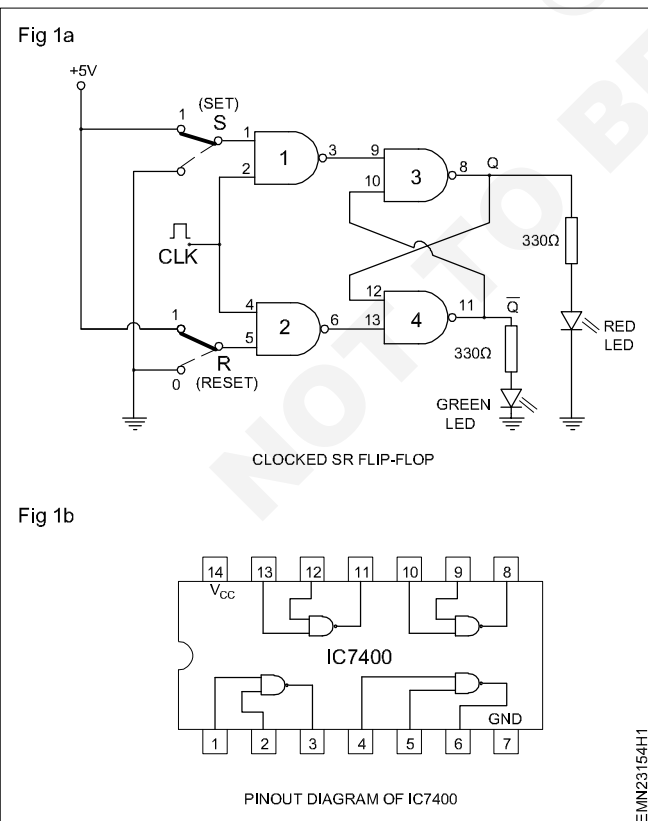 Fig 1a
+5V
(SET)
1 S
1 1 3 9 8 Q
2 10 3
330Ω
CLK
12 11 Q̅
4 13 4
1 2 6
5 330Ω RED
LED
R
0 (RESET)
GREEN
LED
CLOCKED SR FLIP-FLOP
Fig 1b
14 13 12 11 10 9 8
VCC
IC7400
GND
1 2 3 4 5 6 7
PINOUT DIAGRAM OF IC7400
EMN23154H1
NOT TO BE